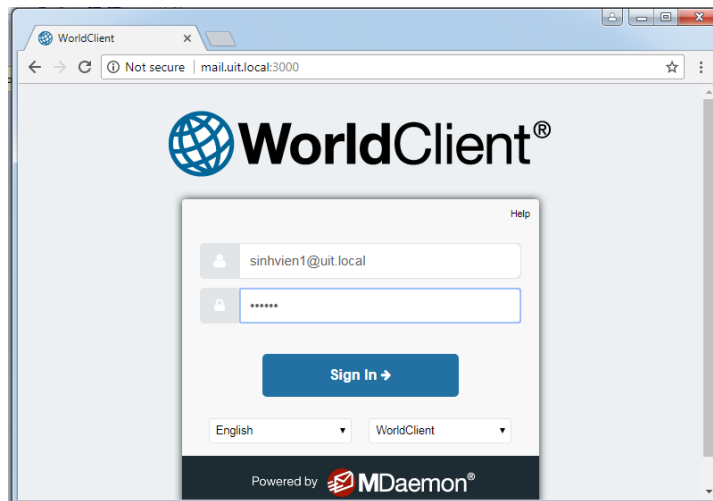 WorldClient
Not secure | mail.uit.local:3000
WorldClient®
Help
sinhvien1@uit.local
••••••
Sign In →
English
WorldClient
Powered by MDaemon®